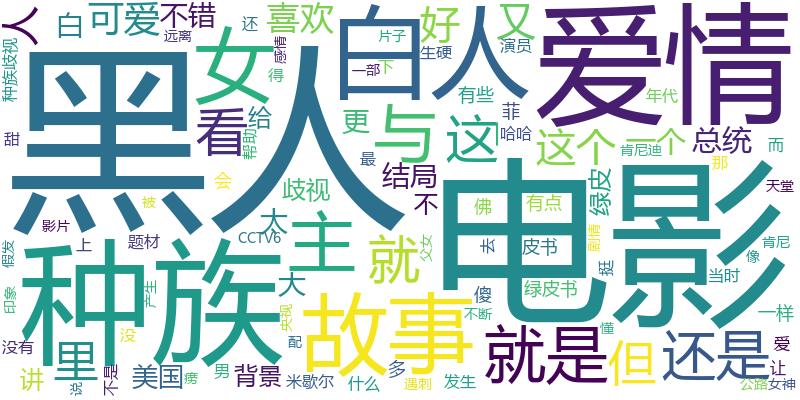 人
白
可爱
不错
远离
还
喜欢
感情
得
片子
下
一部
白人
好
生硬
又
演员
爱情
种族歧视
甜
黑人
女
看
给
帮助
更
与
这
有些
菲
哈哈
这个
一个
年代
肯尼迪
总统
那
而
会
歧视
最
结局
不
佛
有点
绿皮
天堂
电影
影片
被
上
题材
CCTV6
太
主
就
去
皮书
剧情
挺
肯尼
像
假发
印象
种族
产生
大
父女
傻
绿皮书
不断
当时
一样
没有
里
没
故事
央视
配
就是
懂
但
还是
爱
让
讲
说
不是
美国
痨
男
背景
米歇尔
什么
多
遇刺
发生
公路
女神